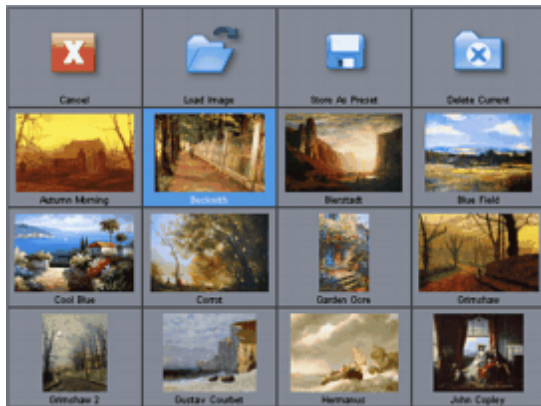 Cancel
Load Image
Store As Preset
Delete Current
Autumn Morning
Beckwith
Bierstadt
Blue Field
Cool Blue
Corrot
Garden Gore
Grimshaw
Grimshaw 2
Gustav Courbet
Hermanus
John Copley